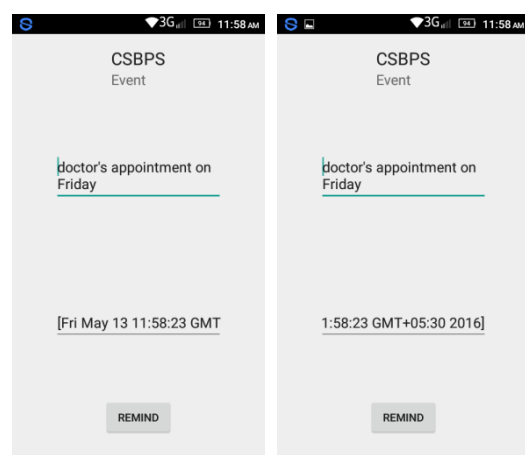 3G 94 11:58 AM
CSBPS
Event
doctor's appointment on
Friday
[Fri May 13 11:58:23 GMT
REMIND
3G 94 11:58 AM
CSBPS
Event
doctor's appointment on
Friday
1:58:23 GMT+05:30 2016]
REMIND